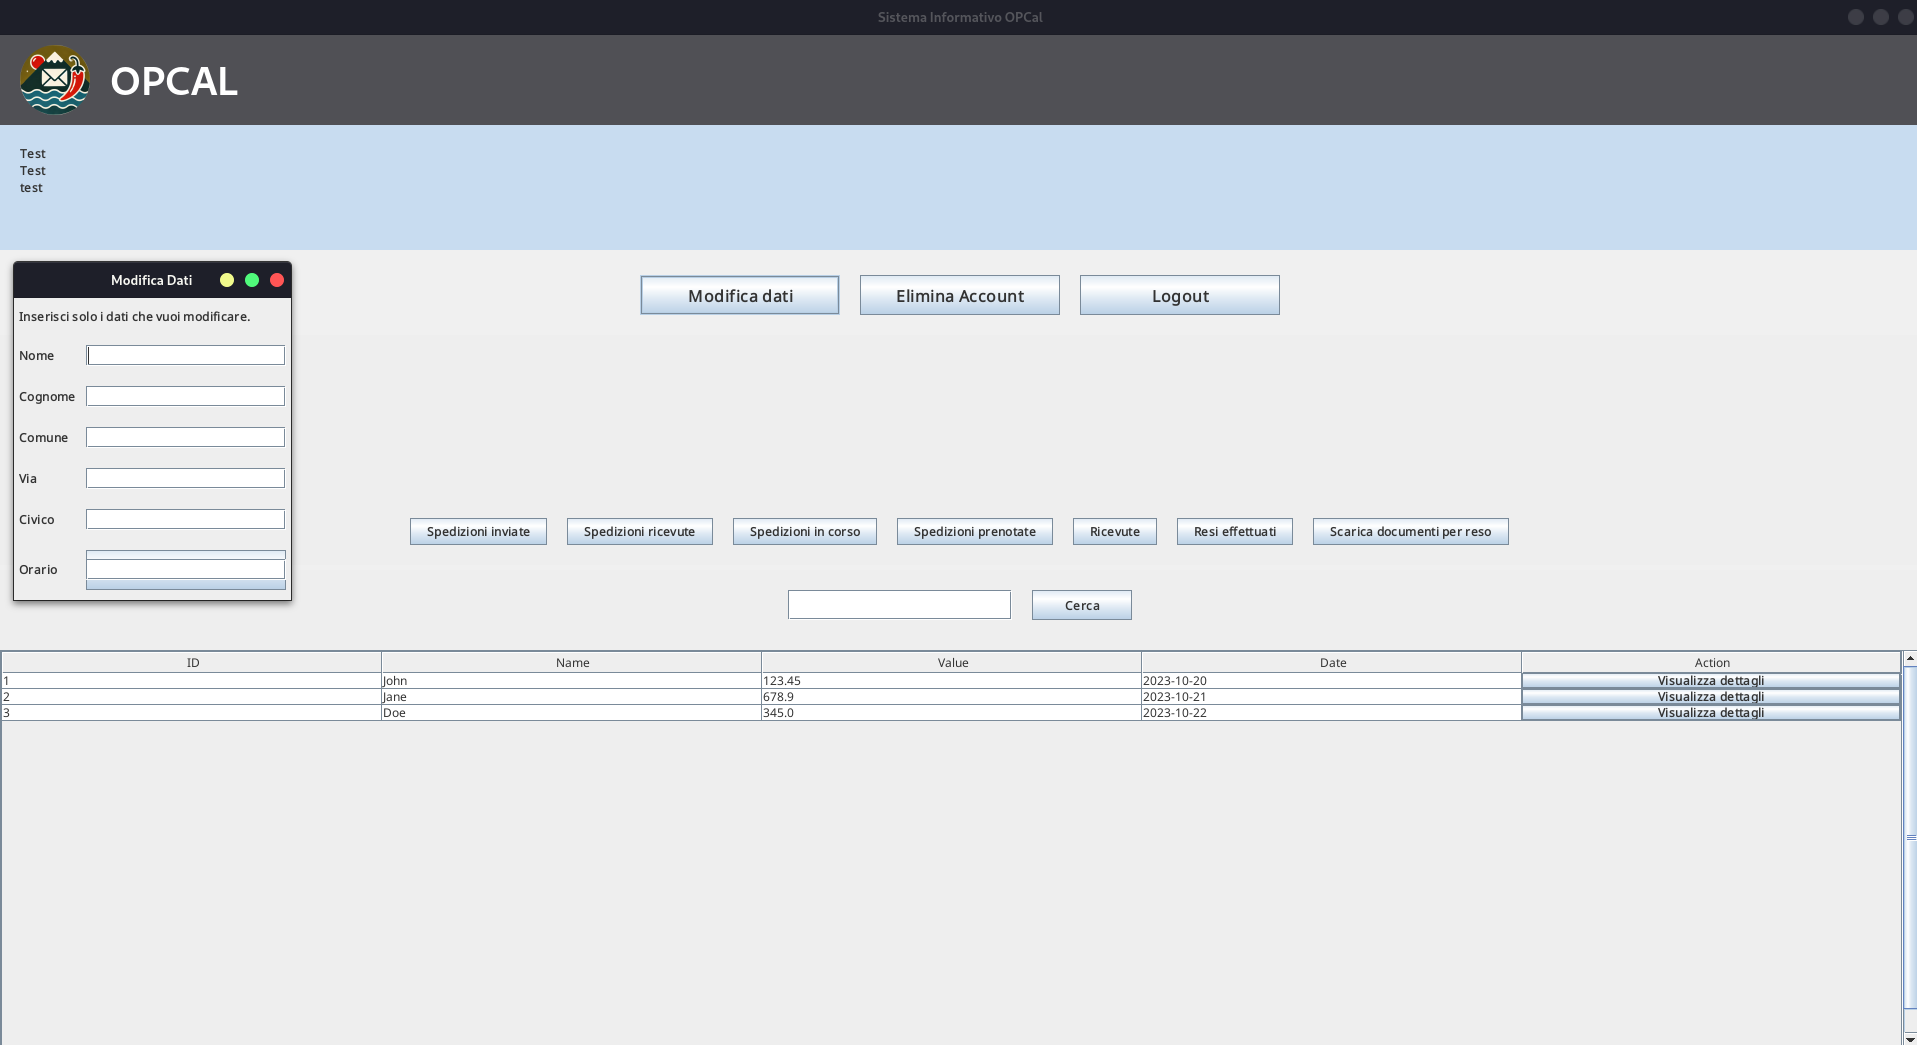 Sistema Informativo OPCal
OPCAL
Test
Test
test
Modifica Dati
Inserisci solo i dati che vuoi modificare.
Nome
Cognome
Comune
Via
Civico
Orario
Modifica dati
Elimina Account
Logout
Spedizioni inviate
Spedizioni ricevute
Spedizioni in corso
Spedizioni prenotate
Ricevute
Resi effettuati
Scarica documenti per reso
Cerca
ID Name Value Date Action
1 John 123.45 2023-10-20 Visualizza dettagli
2 Jane 678.9 2023-10-21 Visualizza dettagli
3 Doe 345.0 2023-10-22 Visualizza dettagli